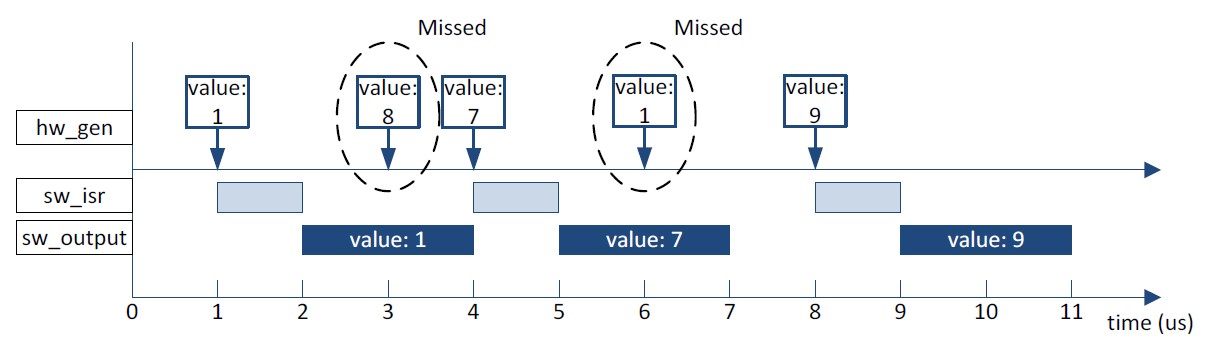 Missed
Missed
value:
1
value:
8
value:
7
value:
1
value:
9
hw_gen
sw_isr
sw_output
value: 1
value: 7
value: 9
0
1
2
3
4
5
6
7
8
9
10
11
time (us)